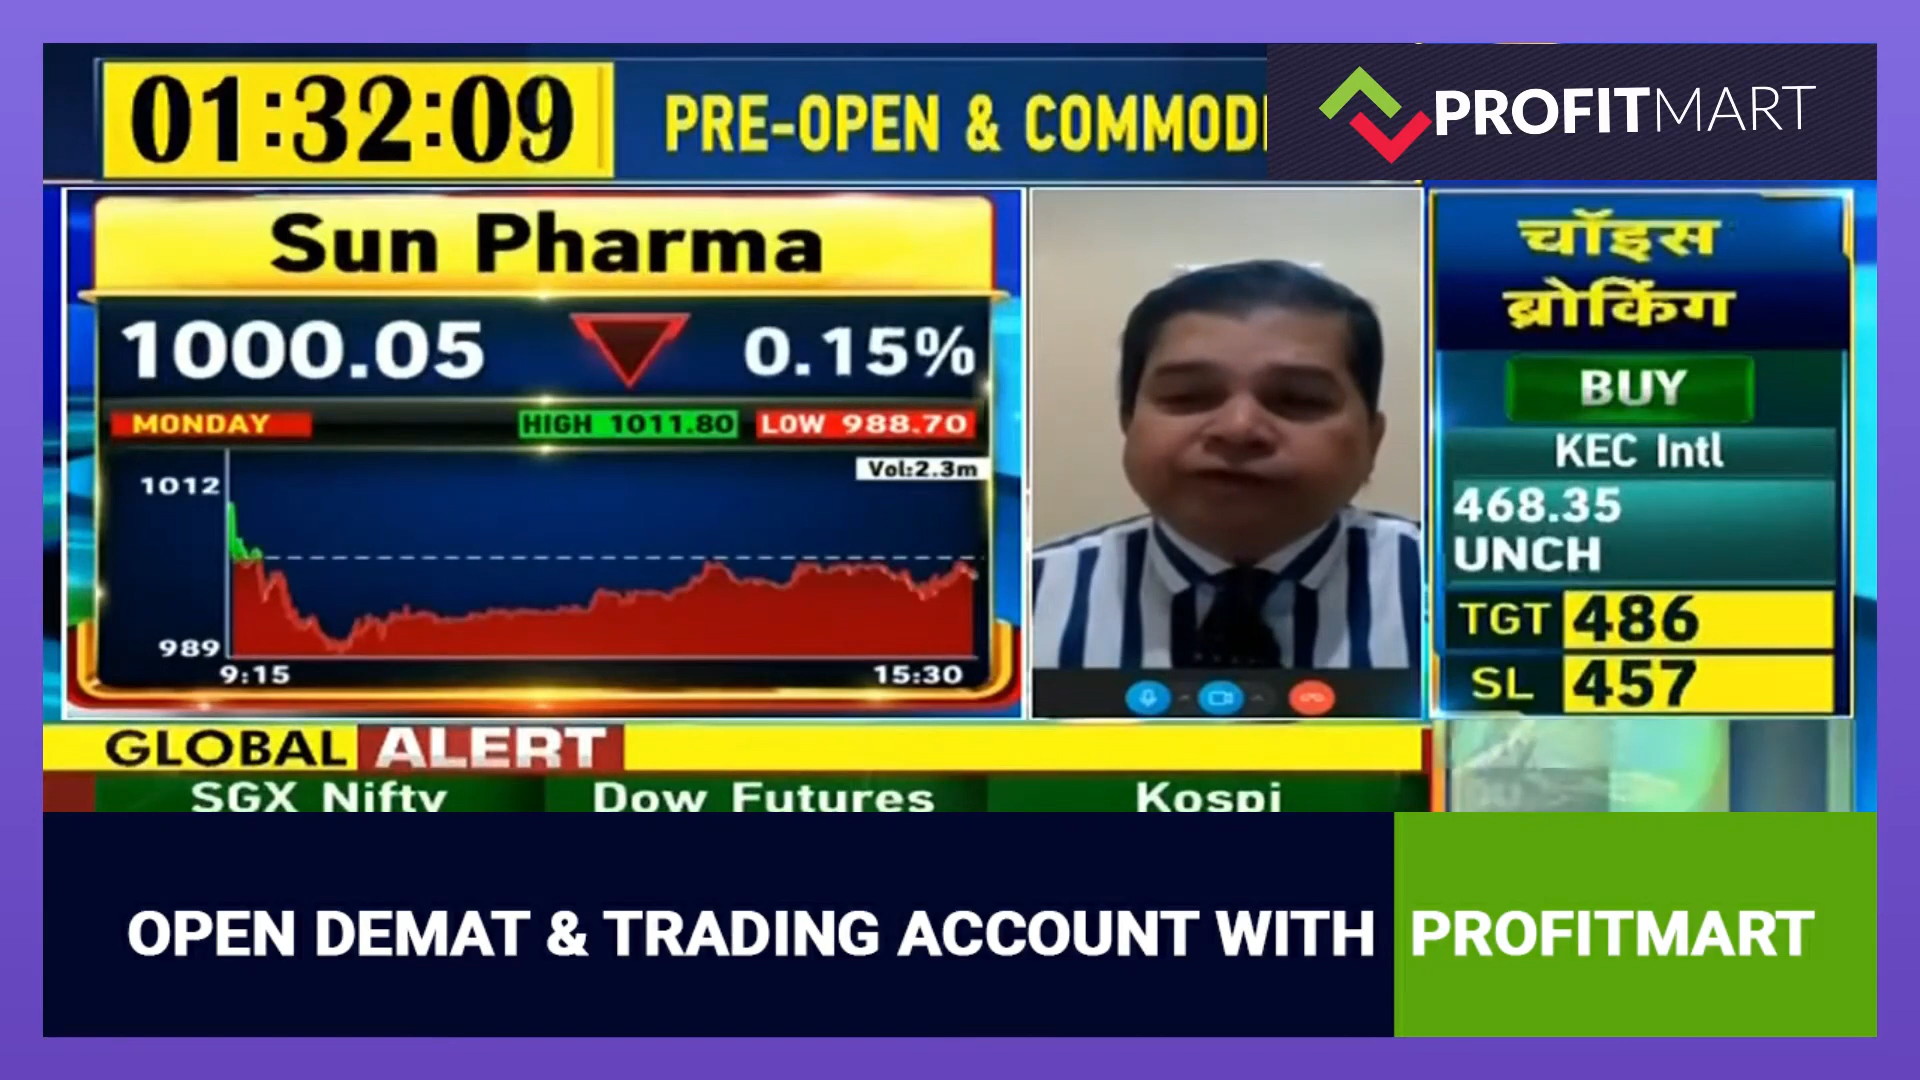 01:32:09
PRE-OPEN & COMMODI
PROFITMART
Sun Pharma
1000.05 0.15%
MONDAY HIGH 1011.80 LOW 988.70
Vol:2.3m
1012
989
9:15 15:30
चॉइस
ब्रोकिंग
BUY
KEC Intl
468.35
UNCH
TGT 486
SL 457
GLOBAL ALERT
SGX Nifty Dow Futures Kospi
OPEN DEMAT & TRADING ACCOUNT WITH PROFITMART